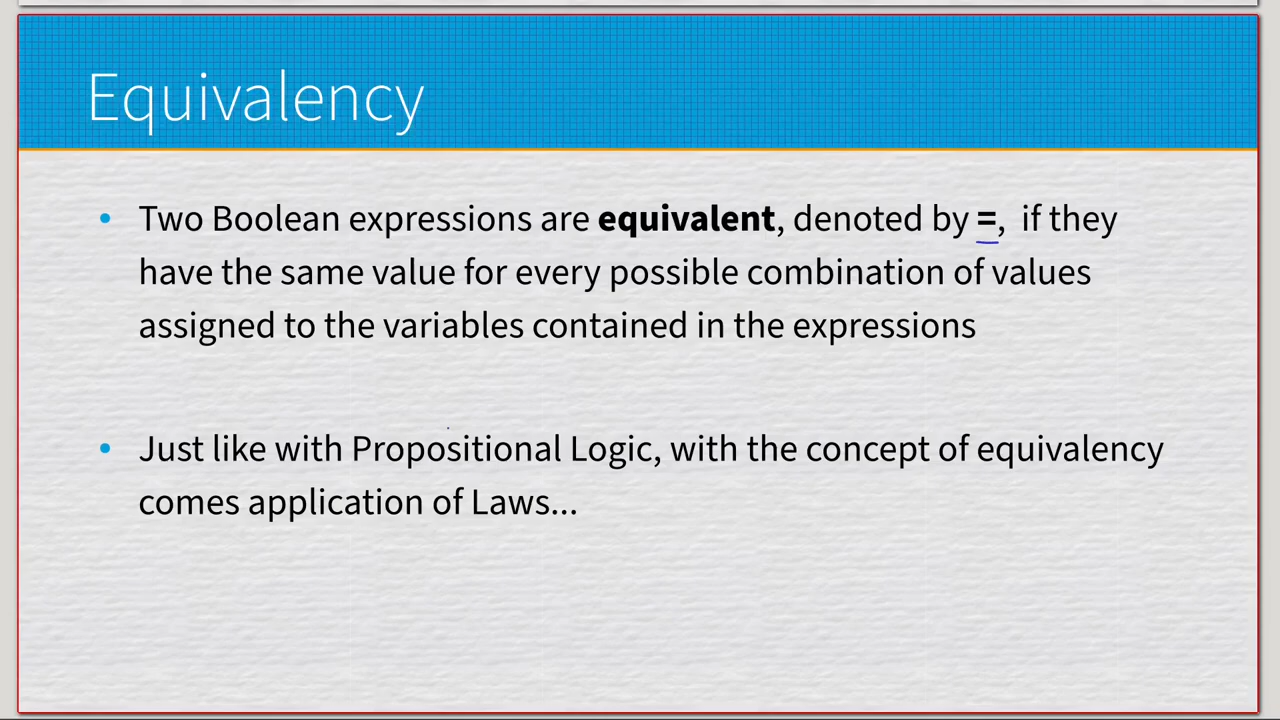 Equivalency
• Two Boolean expressions are equivalent, denoted by =, if they
have the same value for every possible combination of values
assigned to the variables contained in the expressions
• Just like with Propositional Logic, with the concept of equivalency
comes application of Laws...